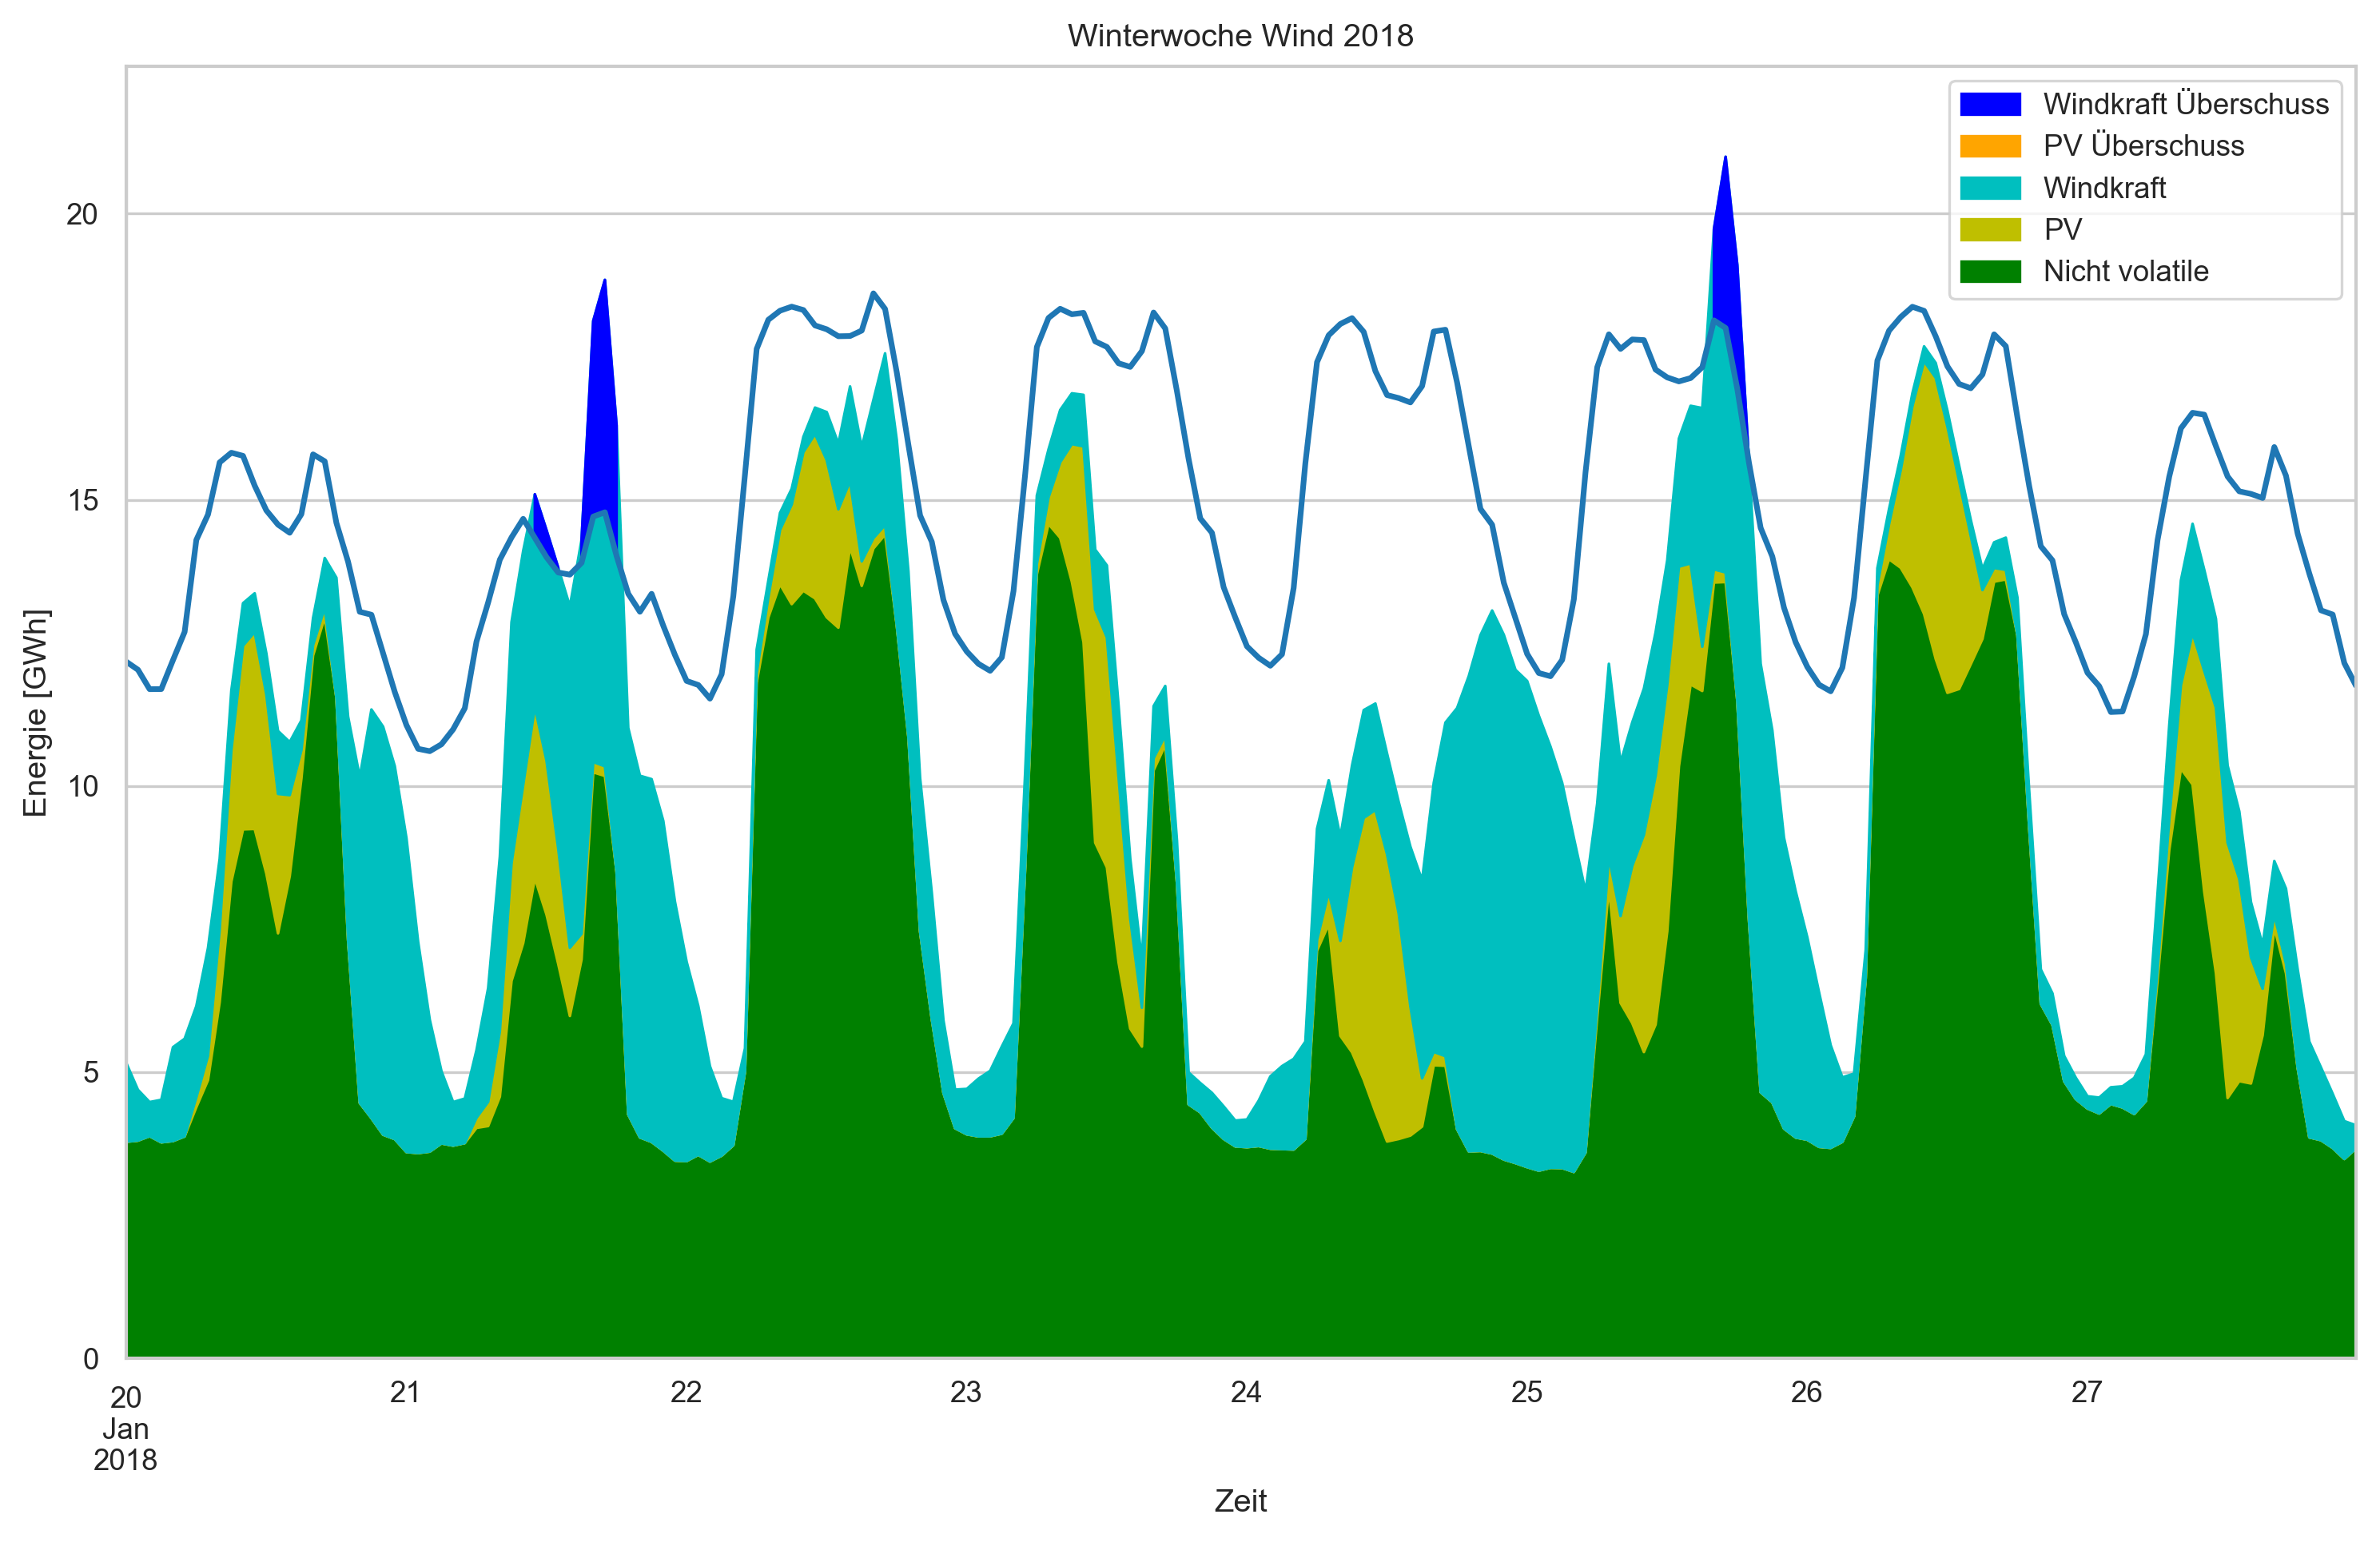 Winterwoche Wind 2018
Windkraft Überschuss
PV Überschuss
Windkraft
PV
Nicht volatile
Energie [GWh]
20
15
10
5
0
20
Jan
2018
21
22
23
24
25
26
27
Zeit